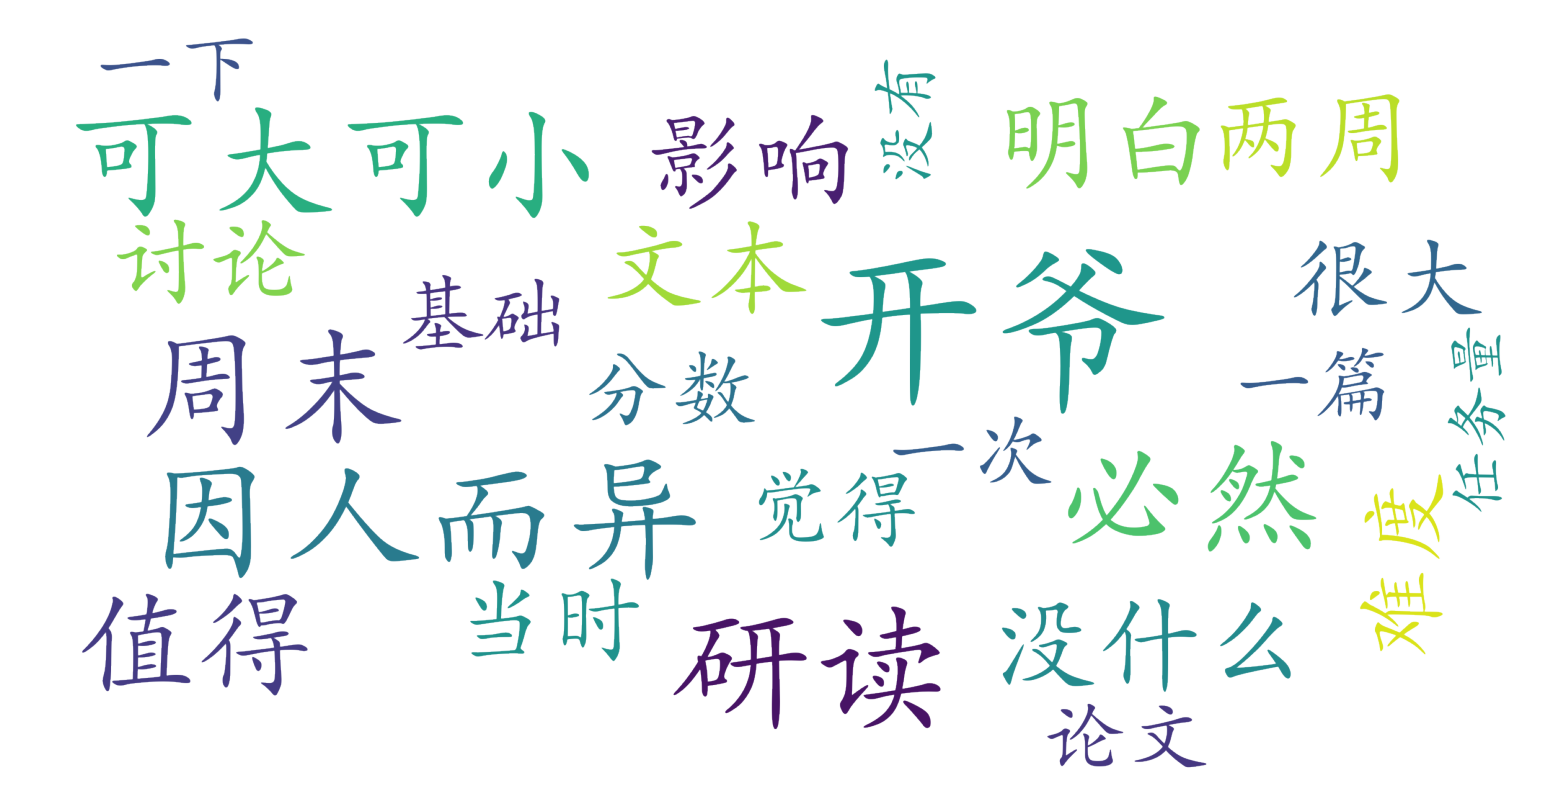 一下
可大可小
影响
没有
明白
两周
讨论
文本
基础
开爷
很大
周末
分数
一篇
任务量
一次
因人而异
觉得
必然
难度
值得
当时
研读
没什么
论文